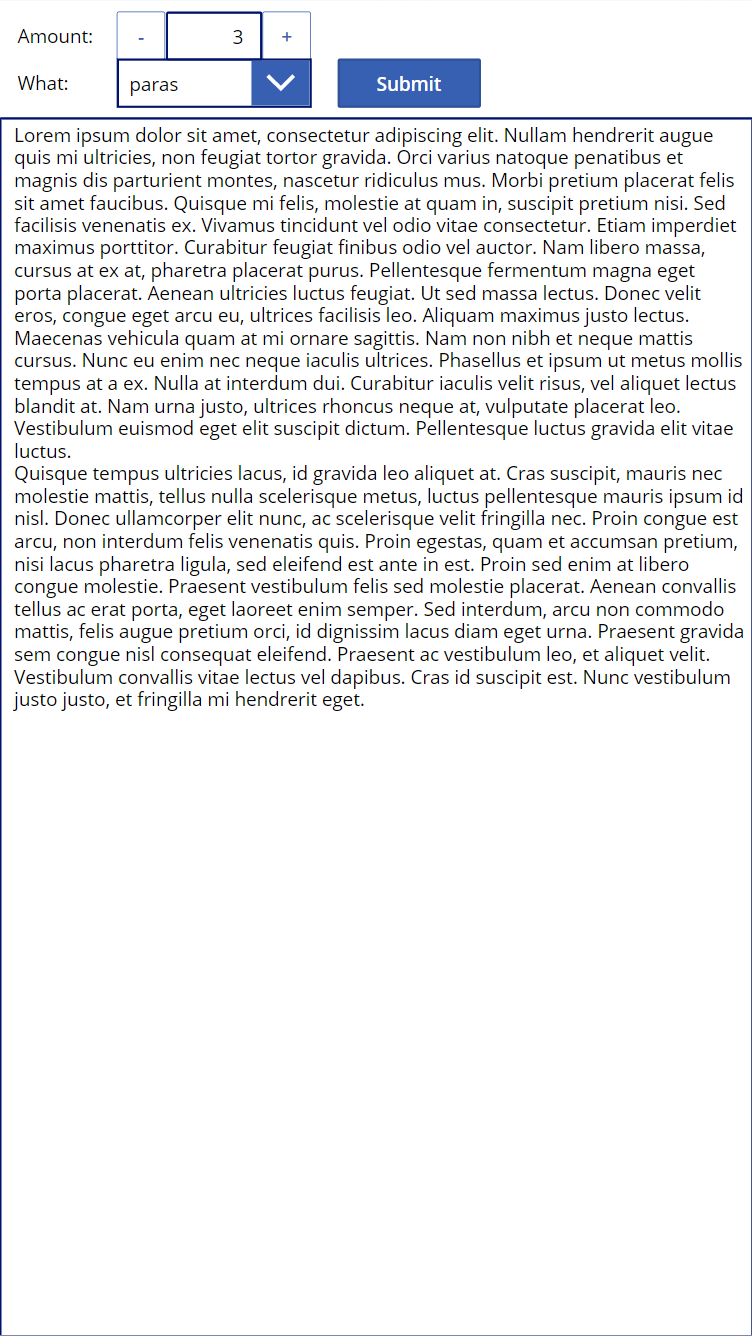 Amount: - 3 +
What: paras Submit
Lorem ipsum dolor sit amet, consectetur adipiscing elit. Nullam hendrerit augue
quis mi ultricies, non feugiat tortor gravida. Orci varius natoque penatibus et
magnis dis parturient montes, nascetur ridiculus mus. Morbi pretium placerat felis
sit amet faucibus. Quisque mi felis, molestie at quam in, suscipit pretium nisi. Sed
facilisis venenatis ex. Vivamus tincidunt vel odio vitae consectetur. Etiam imperdiet
maximus porttitor. Curabitur feugiat finibus odio vel auctor. Nam libero massa,
cursus at ex at, pharetra placerat purus. Pellentesque fermentum magna eget
porta placerat. Aenean ultricies luctus feugiat. Ut sed massa lectus. Donec velit
eros, congue eget arcu eu, ultrices facilisis leo. Aliquam maximus justo lectus.
Maecenas vehicula quam at mi ornare sagittis. Nam non nibh et neque mattis
cursus. Nunc eu enim nec neque iaculis ultrices. Phasellus et ipsum ut metus mollis
tempus at a ex. Nulla at interdum dui. Curabitur iaculis velit risus, vel aliquet lectus
blandit at. Nam urna justo, ultrices rhoncus neque at, vulputate placerat leo.
Vestibulum euismod eget elit suscipit dictum. Pellentesque luctus gravida elit vitae
luctus.
Quisque tempus ultricies lacus, id gravida leo aliquet at. Cras suscipit, mauris nec
molestie mattis, tellus nulla scelerisque metus, luctus pellentesque mauris ipsum id
nisl. Donec ullamcorper elit nunc, ac scelerisque velit fringilla nec. Proin congue est
arcu, non interdum felis venenatis quis. Proin egestas, quam et accumsan pretium,
nisi lacus pharetra ligula, sed eleifend est ante in est. Proin sed enim at libero
congue molestie. Praesent vestibulum felis sed molestie placerat. Aenean convallis
tellus ac erat porta, eget laoreet enim semper. Sed interdum, arcu non commodo
mattis, felis augue pretium orci, id dignissim lacus diam eget urna. Praesent gravida
sem congue nisl consequat eleifend. Praesent ac vestibulum leo, et aliquet velit.
Vestibulum convallis vitae lectus vel dapibus. Cras id suscipit est. Nunc vestibulum
justo justo, et fringilla mi hendrerit eget.